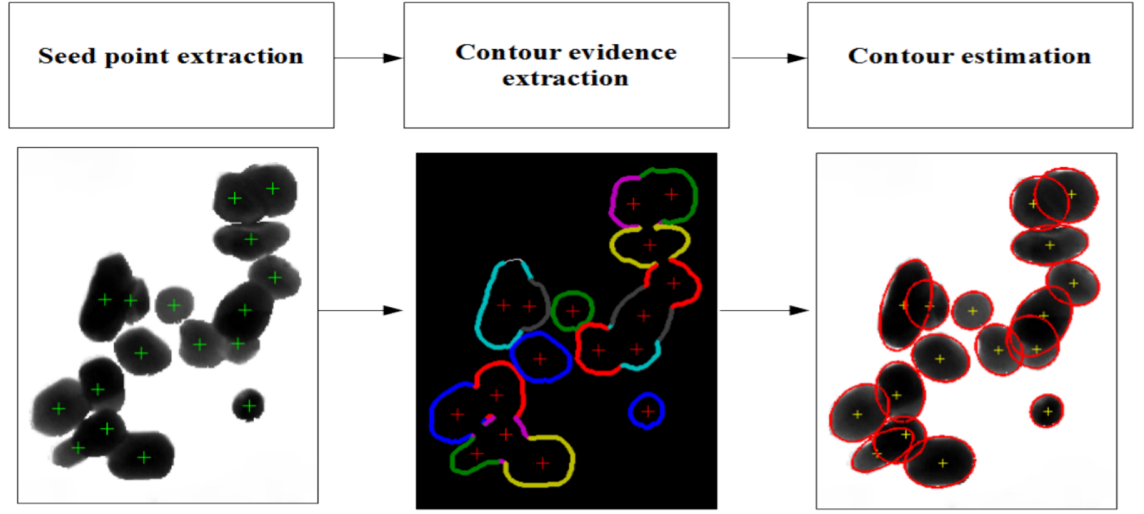 Seed point extraction
Contour evidence
extraction
Contour estimation